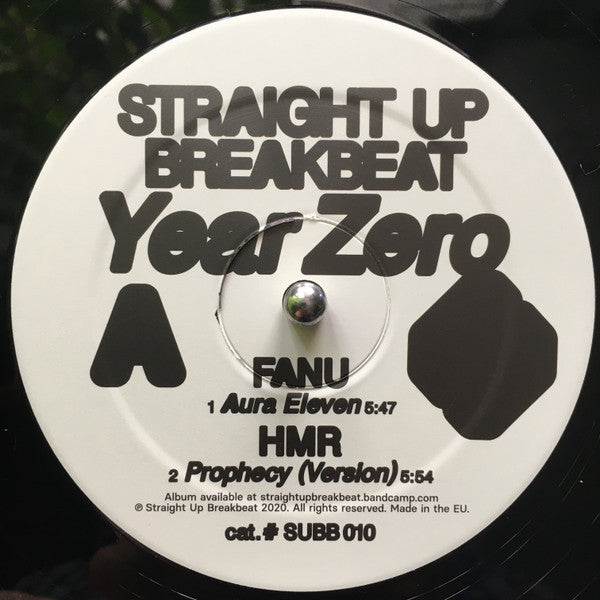 STRAIGHT UP
BREAKBEAT
Year Zero
A
FANU
1 Aura Eleven 5:47
HMR
2 Prophecy (Version) 5:54
Album available at straightupbreakbeat.bandcamp.com
℗ Straight Up Breakbeat 2020. All rights reserved. Made in the EU.
cat.# SUBB 010